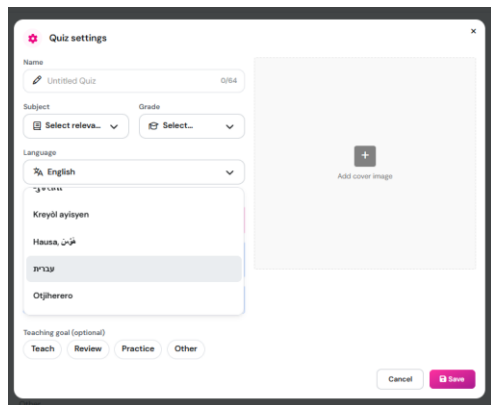 Quiz settings
×
Name
Untitled Quiz 0/64
Subject Grade
Select releva... Select...
Language
English
Add cover image
Kreyòl ayisyen
Hausa, هَوُسَ
עברית
Otjiherero
Teaching goal (optional)
Teach Review Practice Other
Cancel Save